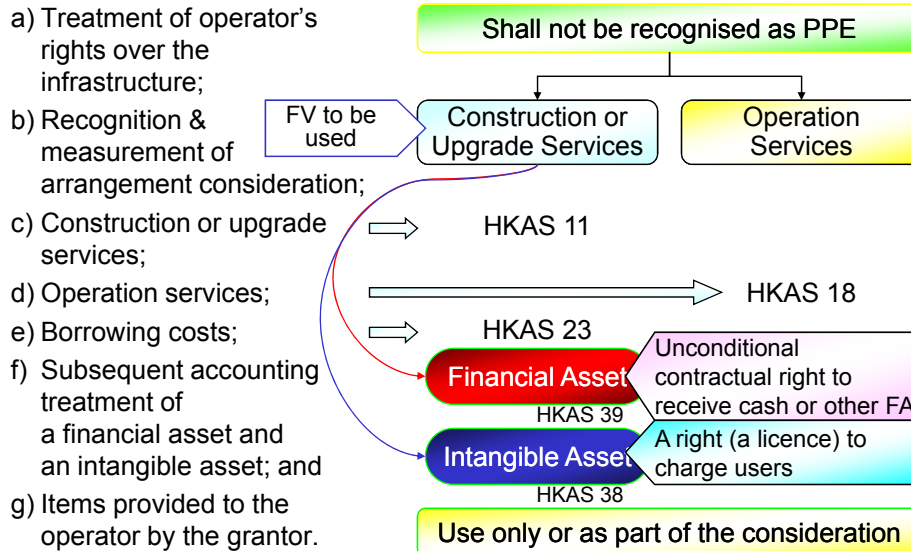 a) Treatment of operator's
rights over the
infrastructure;
b) Recognition &
measurement of
arrangement consideration;
c) Construction or upgrade
services;
d) Operation services;
e) Borrowing costs;
f) Subsequent accounting
treatment of
a financial asset and
an intangible asset; and
g) Items provided to the
operator by the grantor.
Shall not be recognised as PPE
FV to be
used
Construction or
Upgrade Services
Operation
Services
HKAS 11
HKAS 18
HKAS 23
Financial Asset
HKAS 39
Unconditional
contractual right to
receive cash or other FA
Intangible Asset
HKAS 38
A right (a licence) to
charge users
Use only or as part of the consideration